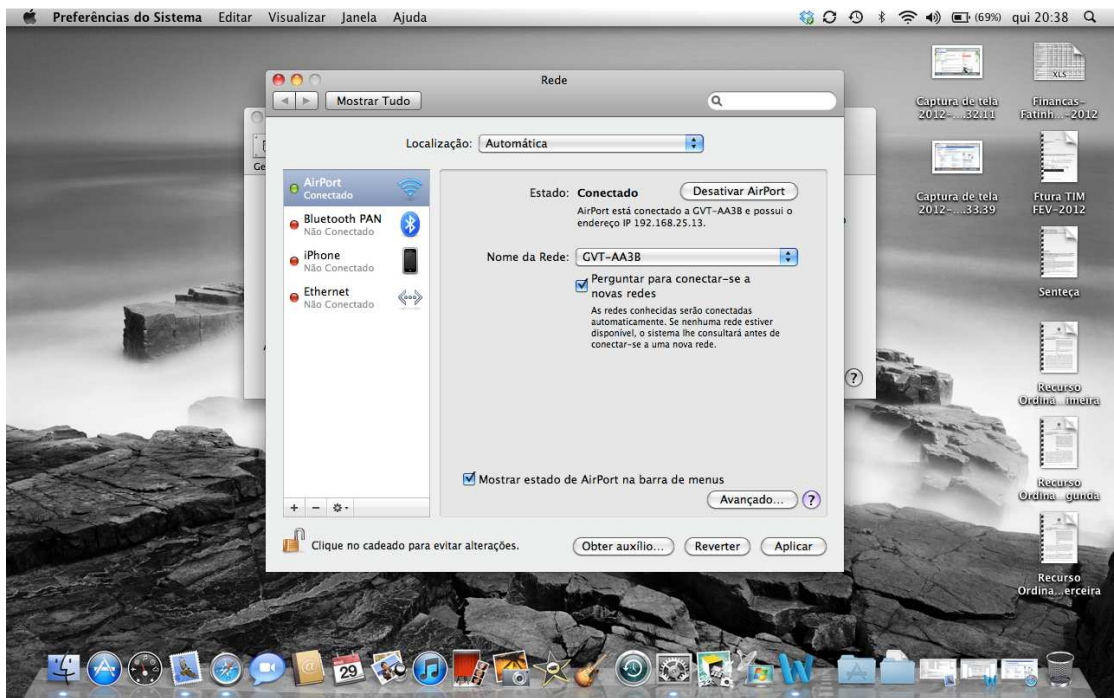 Preferências do Sistema Editar Visualizar Janela Ajuda (69%) qui 20:38
Rede
Mostrar Tudo
Localização: Automática
AirPort
Conectado
Bluetooth PAN
Não Conectado
iPhone
Não Conectado
Ethernet
Não Conectado
Estado: Conectado Desativar AirPort
AirPort está conectado a GVT-AA3B e possui o
endereço IP 192.168.25.13.
Nome da Rede: GVT-AA3B
Perguntar para conectar-se a
novas redes
As redes conhecidas serão conectadas
automaticamente. Se nenhuma rede estiver
disponível, o sistema lhe consultará antes de
conectar-se a uma nova rede.
Mostrar estado de AirPort na barra de menus
Avançado... ?
+ −
Clique no cadeado para evitar alterações.
Obter auxílio... Reverter Aplicar
Ge
?
Captura de tela
2012-....32.11
XLS
Financas-
Fatinh...-2012
Captura de tela
2012-....33.39
Ftura TIM
FEV-2012
Senteça
Recurso
Ordina...imeira
Recurso
Ordina...gunda
Recurso
Ordina...erceira
29